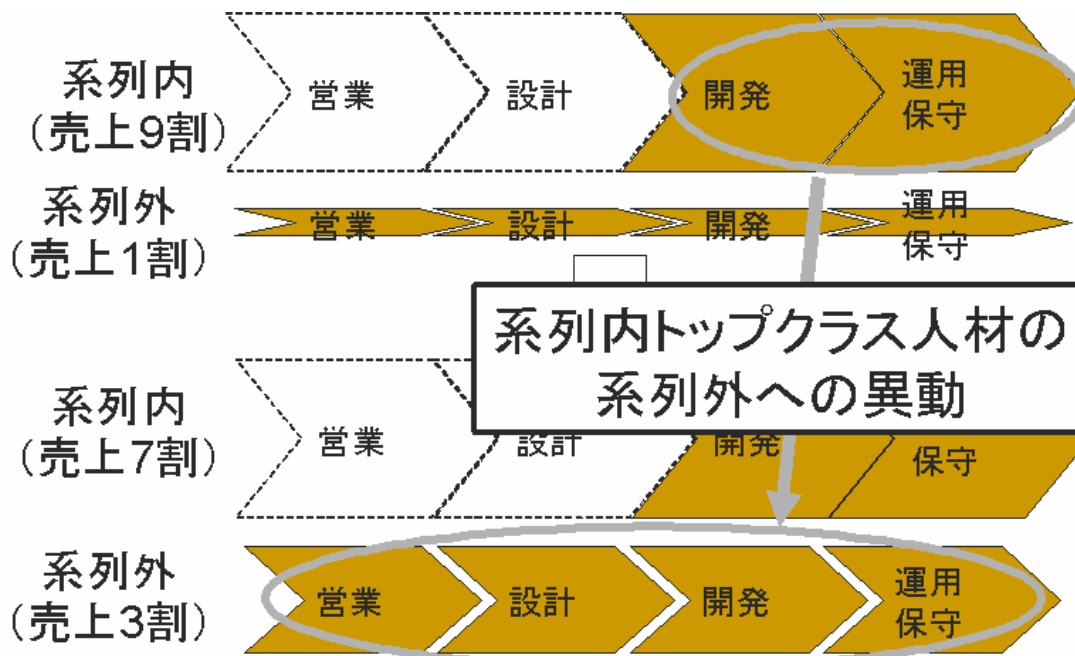 系列内
(売上9割)
営業
設計
開発
運用
保守
系列外
(売上1割)
営業
設計
開発
運用
保守
系列内トップクラス人材の
系列外への異動
系列内
(売上7割)
営業
設計
開発
保守
系列外
(売上3割)
営業
設計
開発
運用
保守